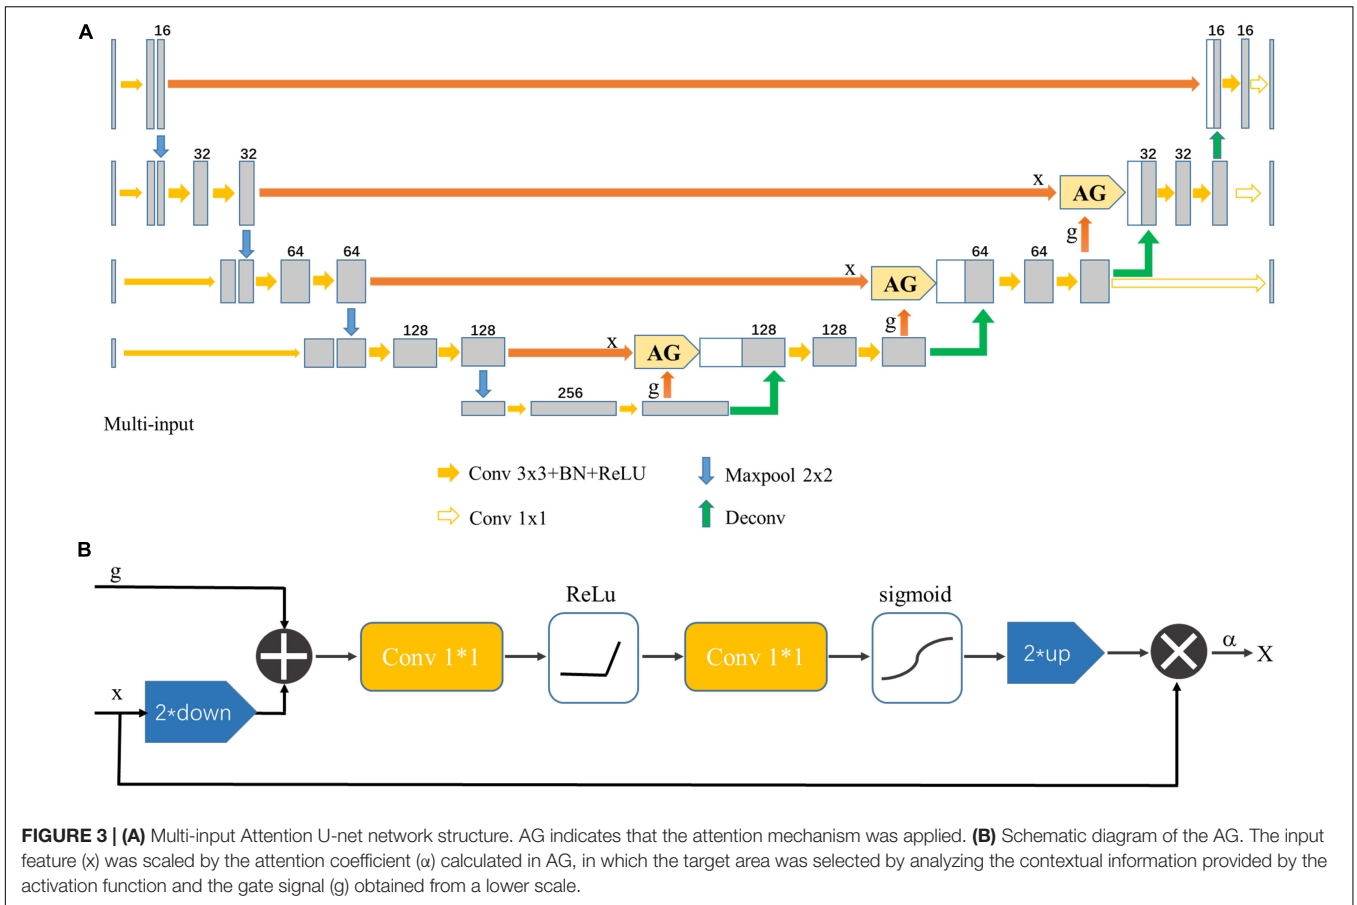 A
16
16 16
32 32
x
AG
32 32
g
64 64
x
AG
64 64
g
128 128
x
AG
128 128
g
256
Multi-input
Conv 3x3+BN+ReLU
Maxpool 2x2
Conv 1x1
Deconv
B
g
ReLu
sigmoid
Conv 1*1
Conv 1*1
2*up
α
X
x
2*down
FIGURE 3 | (A) Multi-input Attention U-net network structure. AG indicates that the attention mechanism was applied. (B) Schematic diagram of the AG. The input
feature (x) was scaled by the attention coefficient (α) calculated in AG, in which the target area was selected by analyzing the contextual information provided by the
activation function and the gate signal (g) obtained from a lower scale.